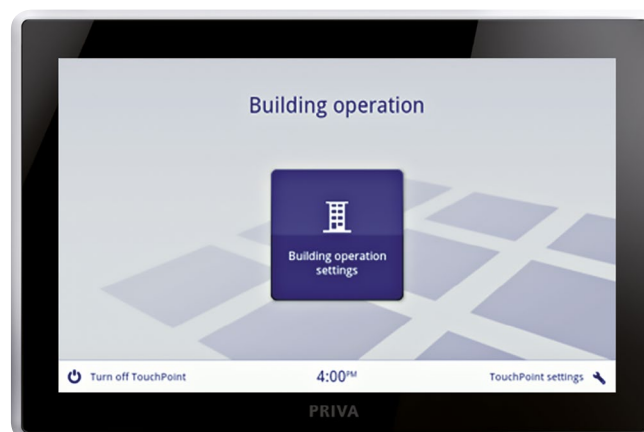 Building operation
Building operation
settings
Turn off TouchPoint
4:00PM
TouchPoint settings
PRIVA